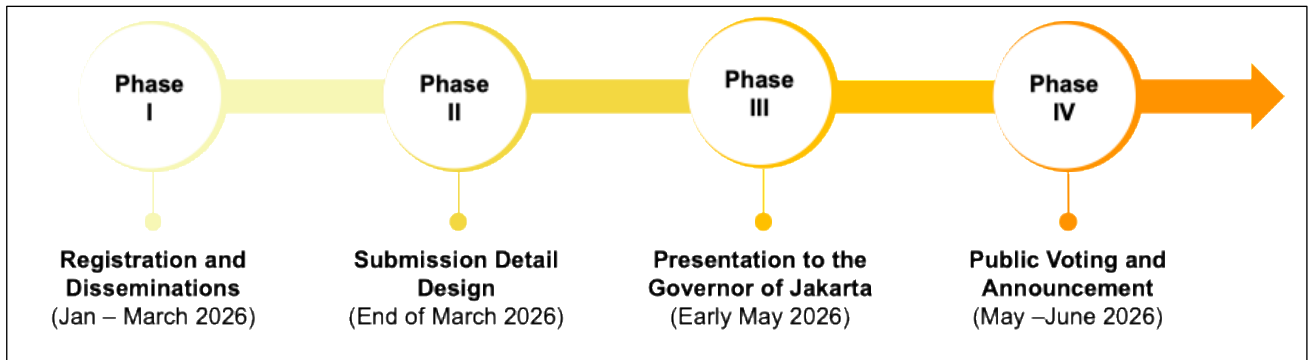 Phase
I
Phase
II
Phase
III
Phase
IV
Registration and
Disseminations
(Jan – March 2026)
Submission Detail
Design
(End of March 2026)
Presentation to the
Governor of Jakarta
(Early May 2026)
Public Voting and
Announcement
(May –June 2026)